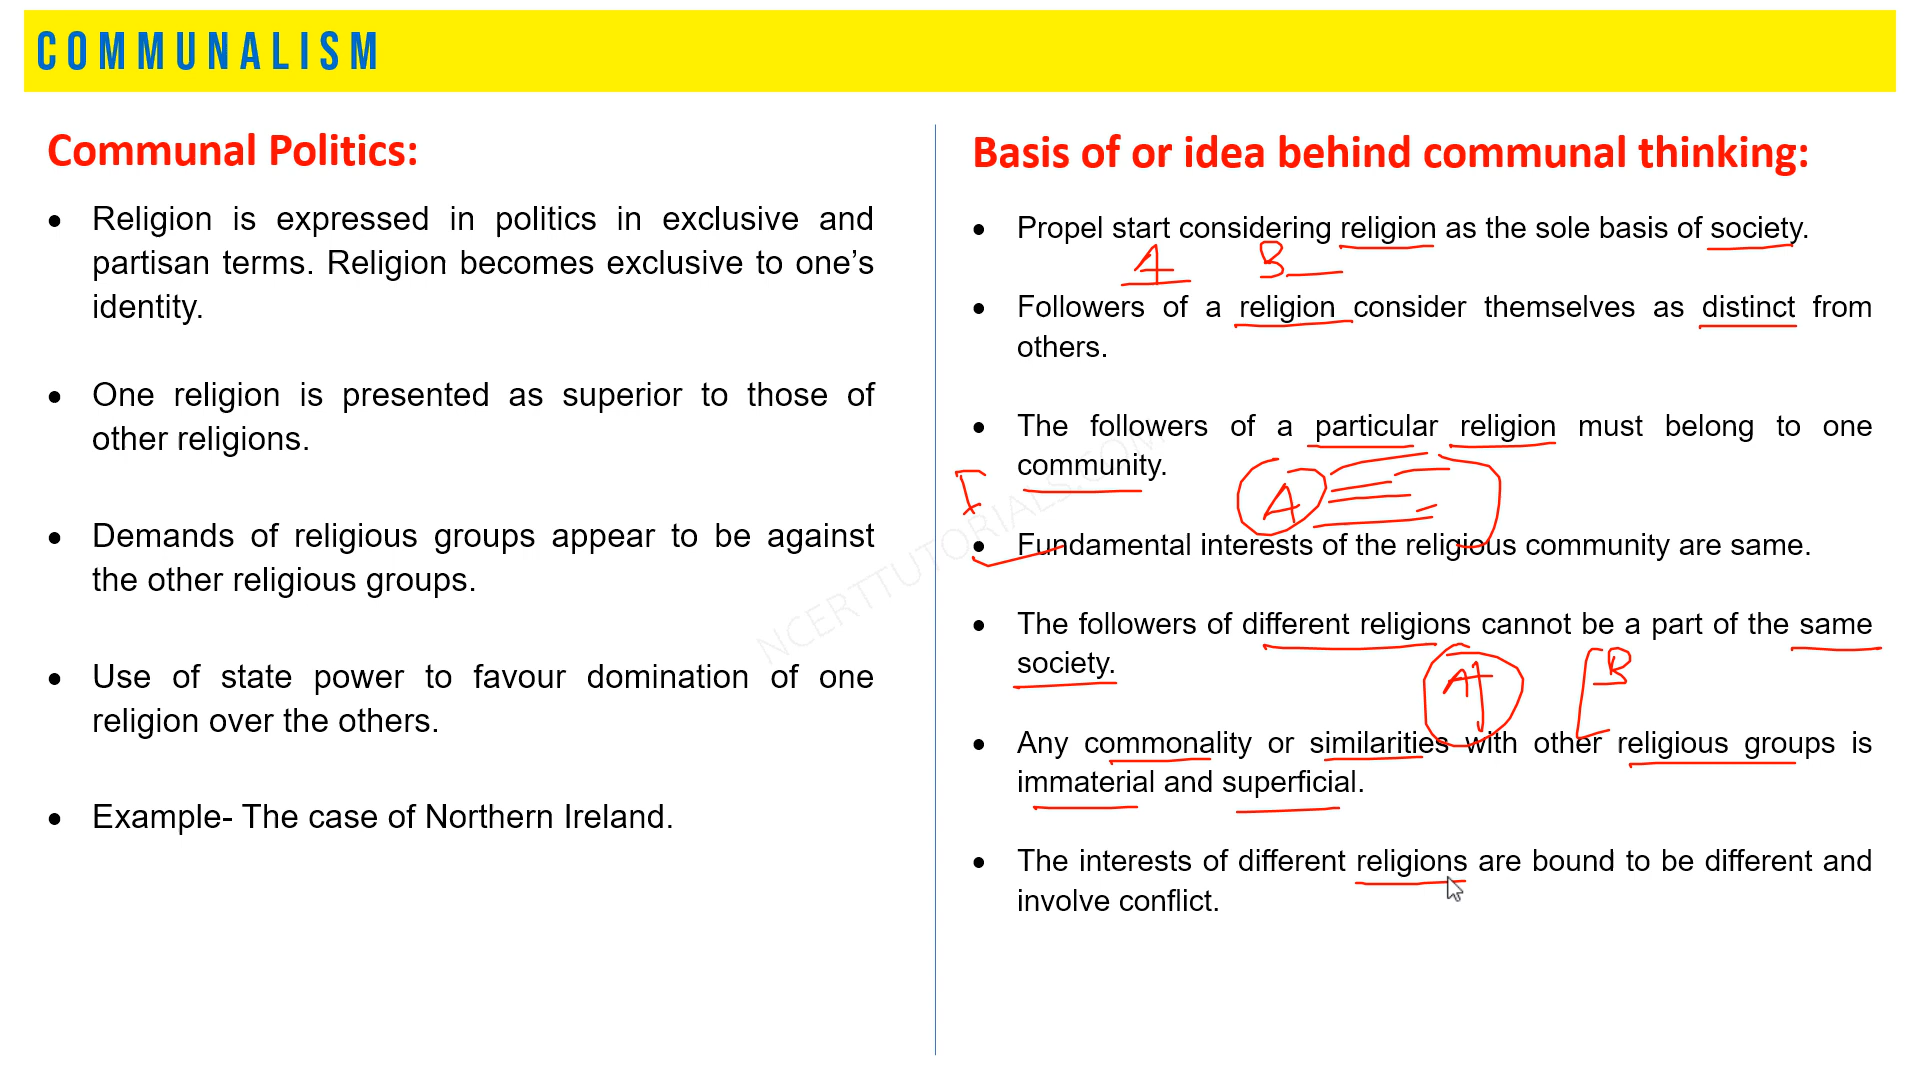 COMMUNALISM
Communal Politics:
• Religion is expressed in politics in exclusive and
partisan terms. Religion becomes exclusive to one’s
identity.
• One religion is presented as superior to those of
other religions.
• Demands of religious groups appear to be against
the other religious groups.
• Use of state power to favour domination of one
religion over the others.
• Example- The case of Northern Ireland.
Basis of or idea behind communal thinking:
• Propel start considering religion as the sole basis of society.
A B
• Followers of a religion consider themselves as distinct from
others.
• The followers of a particular religion must belong to one
community.
I A
• Fundamental interests of the religious community are same.
• The followers of different religions cannot be a part of the same
society.
A B
• Any commonality or similarities with other religious groups is
immaterial and superficial.
• The interests of different religions are bound to be different and
involve conflict.
NCERTTUTORIALS.COM